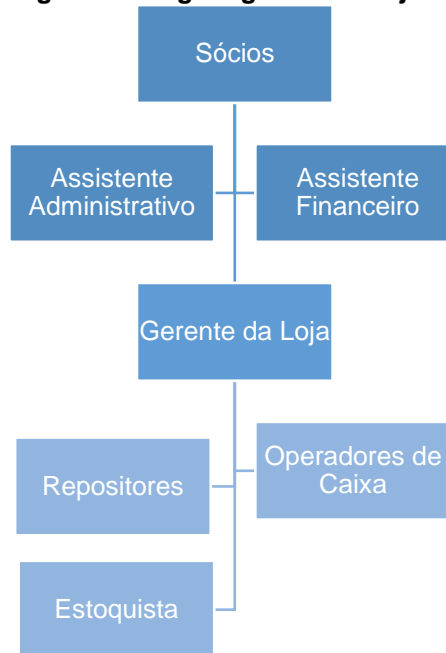 Sócios
Assistente
Administrativo
Assistente
Financeiro
Gerente da Loja
Repositores
Operadores de
Caixa
Estoquista